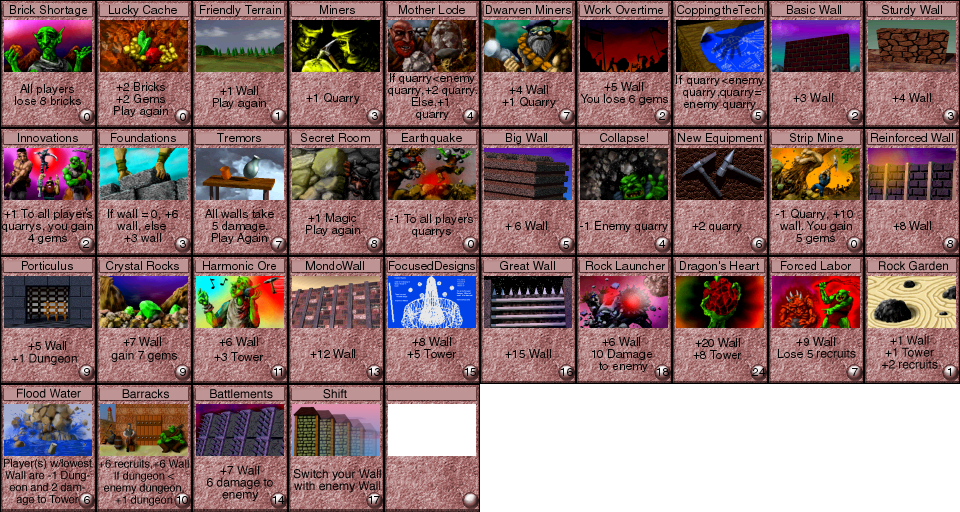 Brick Shortage
All players
lose 8 bricks
0
Lucky Cache
+2 Bricks
+2 Gems
Play again
0
Friendly Terrain
+1 Wall
Play again
1
Miners
+1 Quarry
3
Mother Lode
If quarry<enemy
quarry,+2 quarry.
Else,+1
quarry
4
Dwarven Miners
+4 Wall
+1 Quarry
7
Work Overtime
+5 Wall
You lose 6 gems
2
CoppingtheTech
If quarry<enemy
quarry,quarry=
enemy quarry
5
Basic Wall
+3 Wall
2
Sturdy Wall
+4 Wall
3
Innovations
+1 To all players
quarrys, you gain
4 gems
2
Foundations
If wall = 0, +6
wall, else
+3 wall
3
Tremors
All walls take
5 damage.
Play Again
7
Secret Room
+1 Magic
Play again
8
Earthquake
-1 To all players
quarrys
0
Big Wall
+6 Wall
5
Collapse!
-1 Enemy quarry
4
New Equipment
+2 quarry
6
Strip Mine
-1 Quarry, +10
wall. You gain
5 gems
0
Reinforced Wall
+8 Wall
8
Porticulus
+5 Wall
+1 Dungeon
9
Crystal Rocks
+7 Wall
gain 7 gems
9
Harmonic Ore
+6 Wall
+3 Tower
11
MondoWall
+12 Wall
13
FocusedDesigns
+8 Wall
+5 Tower
15
Great Wall
+15 Wall
16
Rock Launcher
+6 Wall
10 Damage
to enemy
18
Dragon's Heart
+20 Wall
+8 Tower
24
Forced Labor
+9 Wall
Lose 5 recruits
7
Rock Garden
+1 Wall
+1 Tower
+2 recruits
1
Flood Water
Player(s) w/lowest
Wall are -1 Dung-
eon and 2 dam-
age to Tower
6
Barracks
+6 recruits,+6 Wall
if dungeon <
enemy dungeon,
+1 dungeon
10
Battlements
+7 Wall
6 damage to
enemy
14
Shift
Switch your Wall
with enemy Wall
17